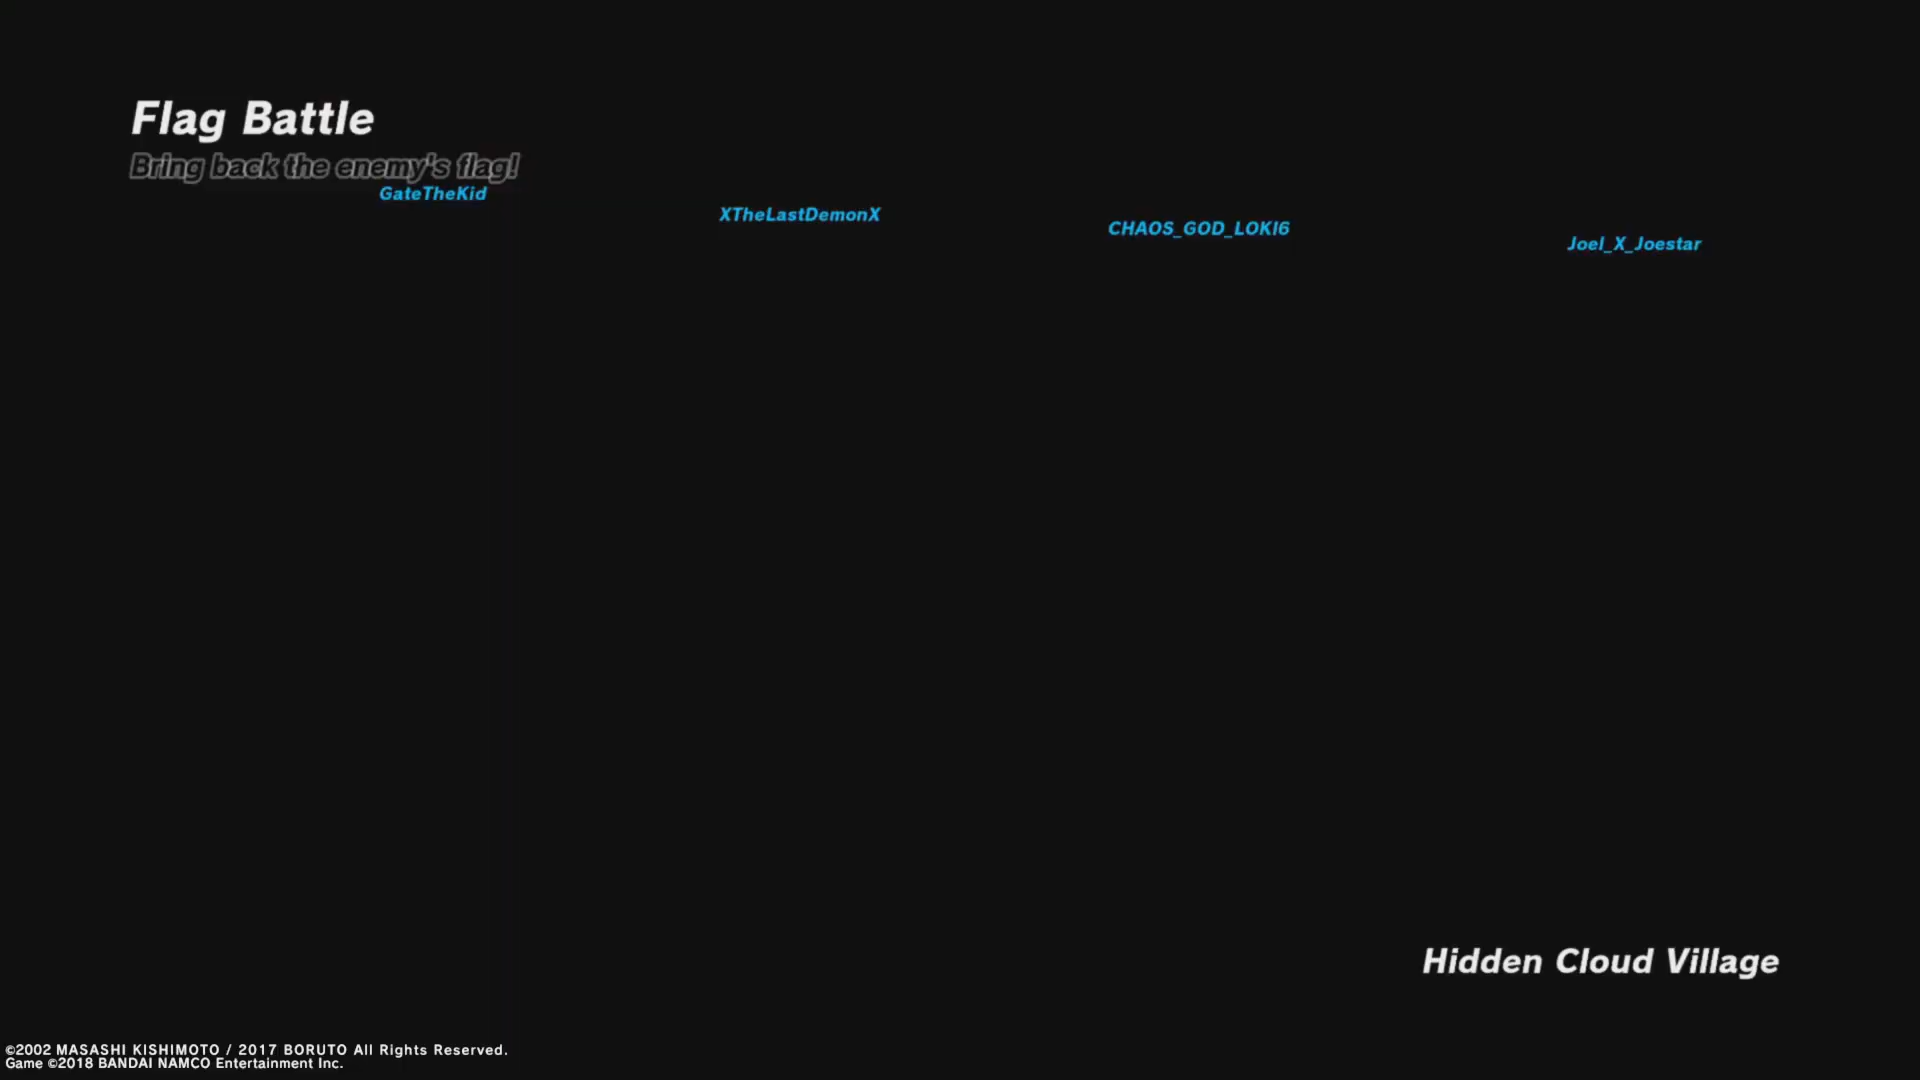 Flag Battle
Bring back the enemy's flag!
GateTheKid
XTheLastDemonX
CHAOS_GOD_LOKI6
Joel_X_Joestar
Hidden Cloud Village
©2002 MASASHI KISHIMOTO / 2017 BORUTO All Rights Reserved.
Game ©2018 BANDAI NAMCO Entertainment Inc.